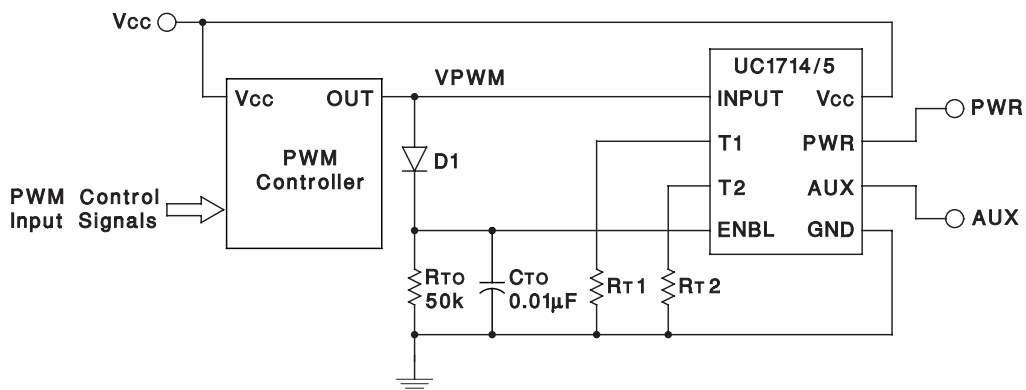 Vcc
VPWM
UC1714/5
Vcc OUT
INPUT Vcc
PWR
T1 PWR
D1
PWM
Controller
T2 AUX
PWM Control
Input Signals
AUX
ENBL GND
RTO
50k
CTO
0.01µF
RT1
RT2